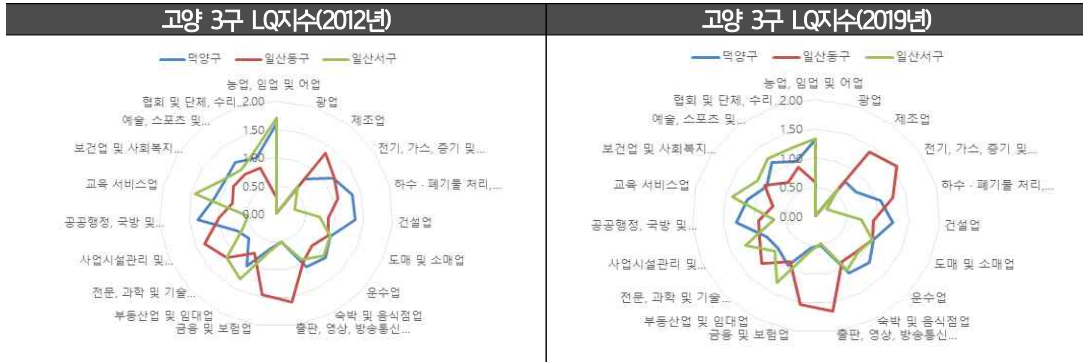 고양 3구 LQ지수(2012년)
덕양구 일산동구 일산서구
농업, 임업 및 어업
광업
제조업
전기, 가스, 증기 및...
하수 · 폐기물 처리,...
건설업
도매 및 소매업
운수업
숙박 및 음식점업
출판, 영상, 방송통신...
금융 및 보험업
부동산업 및 임대업
전문, 과학 및 기술...
사업시설관리 및...
공공행정, 국방 및...
교육 서비스업
보건업 및 사회복지...
예술, 스포츠 및...
협회 및 단체, 수리...
2.00
1.50
1.00
0.50
0.00
고양 3구 LQ지수(2019년)
덕양구 일산동구 일산서구
농업, 임업 및 어업
광업
제조업
전기, 가스, 증기 및...
하수 · 폐기물 처리,...
건설업
도매 및 소매업
운수업
숙박 및 음식점업
출판, 영상, 방송통신...
금융 및 보험업
부동산업 및 임대업
전문, 과학 및 기술...
사업시설관리 및...
공공행정, 국방 및...
교육 서비스업
보건업 및 사회복지...
예술, 스포츠 및...
협회 및 단체, 수리...
2.00
1.50
1.00
0.50
0.00